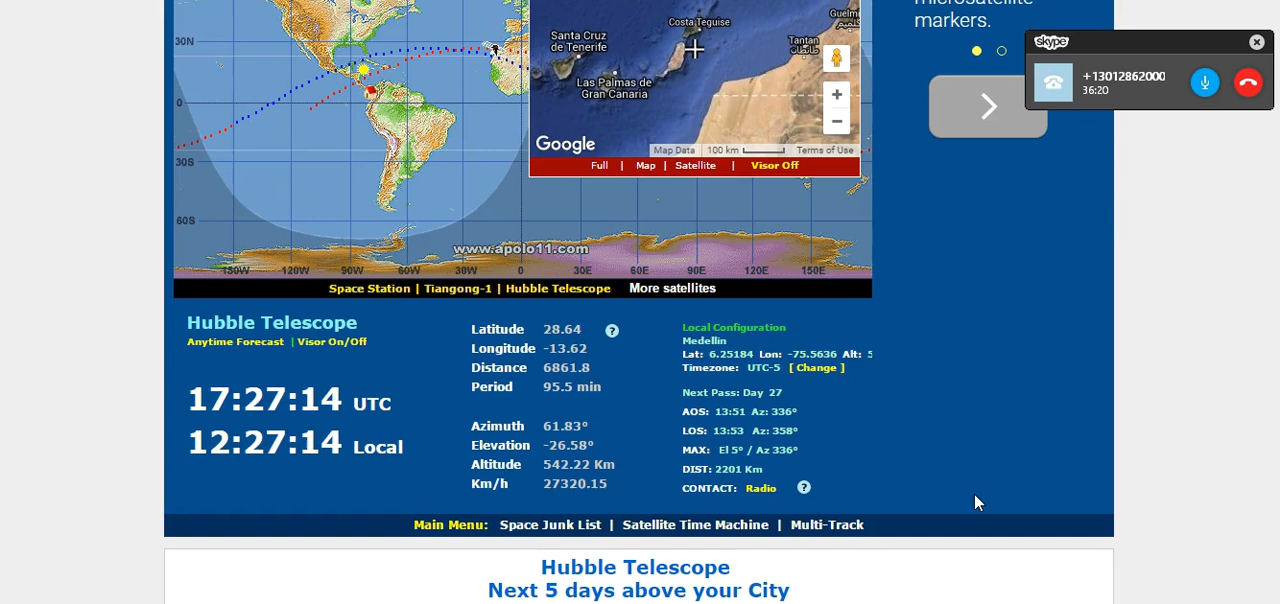 microsatellite
markers.
skype
+13012862000
36:20
30N
0
30S
60S
150W 120W 90W 60W 30W 0 30E 60E 90E 120E 150E
www.apolo11.com
Costa Teguise
Guelmi
Santa Cruz
de Tenerife
Tantan
طانطان
Las Palmas de
Gran Canaria
+
−
Google
Map Data 100 km Terms of Use
Full | Map | Satellite | Visor Off
Space Station | Tiangong-1 | Hubble Telescope More satellites
Hubble Telescope
Anytime Forecast | Visor On/Off
17:27:14 UTC
12:27:14 Local
Latitude 28.64 ?
Longitude -13.62
Distance 6861.8
Period 95.5 min
Azimuth 61.83°
Elevation -26.58°
Altitude 542.22 Km
Km/h 27320.15
Local Configuration
Medellin
Lat: 6.25184 Lon: -75.5636 Alt: 5
Timezone: UTC-5 [ Change ]
Next Pass: Day 27
AOS: 13:51 Az: 336°
LOS: 13:53 Az: 358°
MAX: El 5° / Az 336°
DIST: 2201 Km
CONTACT: Radio ?
Main Menu: Space Junk List | Satellite Time Machine | Multi-Track
Hubble Telescope
Next 5 days above your City